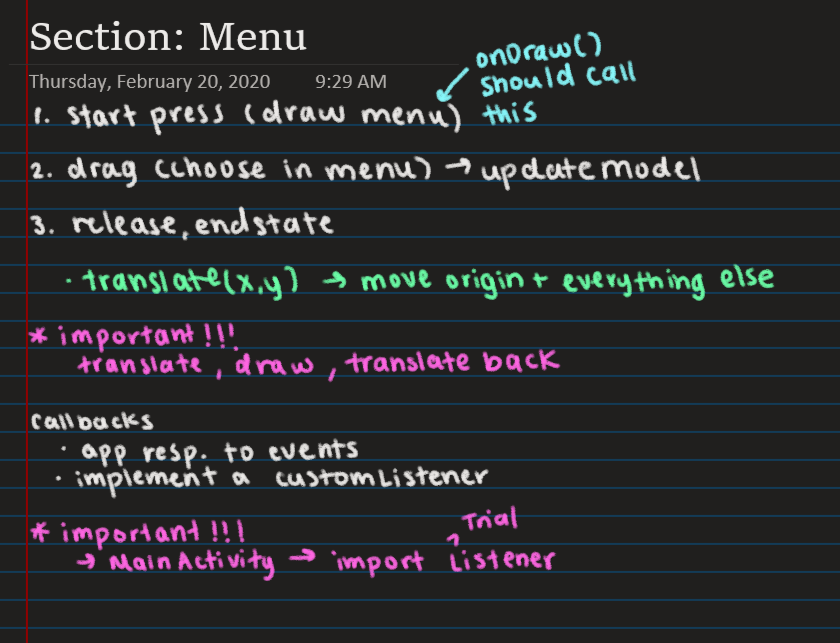 Section: Menu
Thursday, February 20, 2020 9:29 AM
onDraw()
should call
this
1. start press (draw menu)
2. drag (choose in menu) → update model
3. release, end state
· translate(x,y) → move origin + everything else
* important!!!
translate, draw, translate back
callbacks
· app resp. to events
· implement a customListener
* important!!!
Trial
→ MainActivity → import ^ Listener